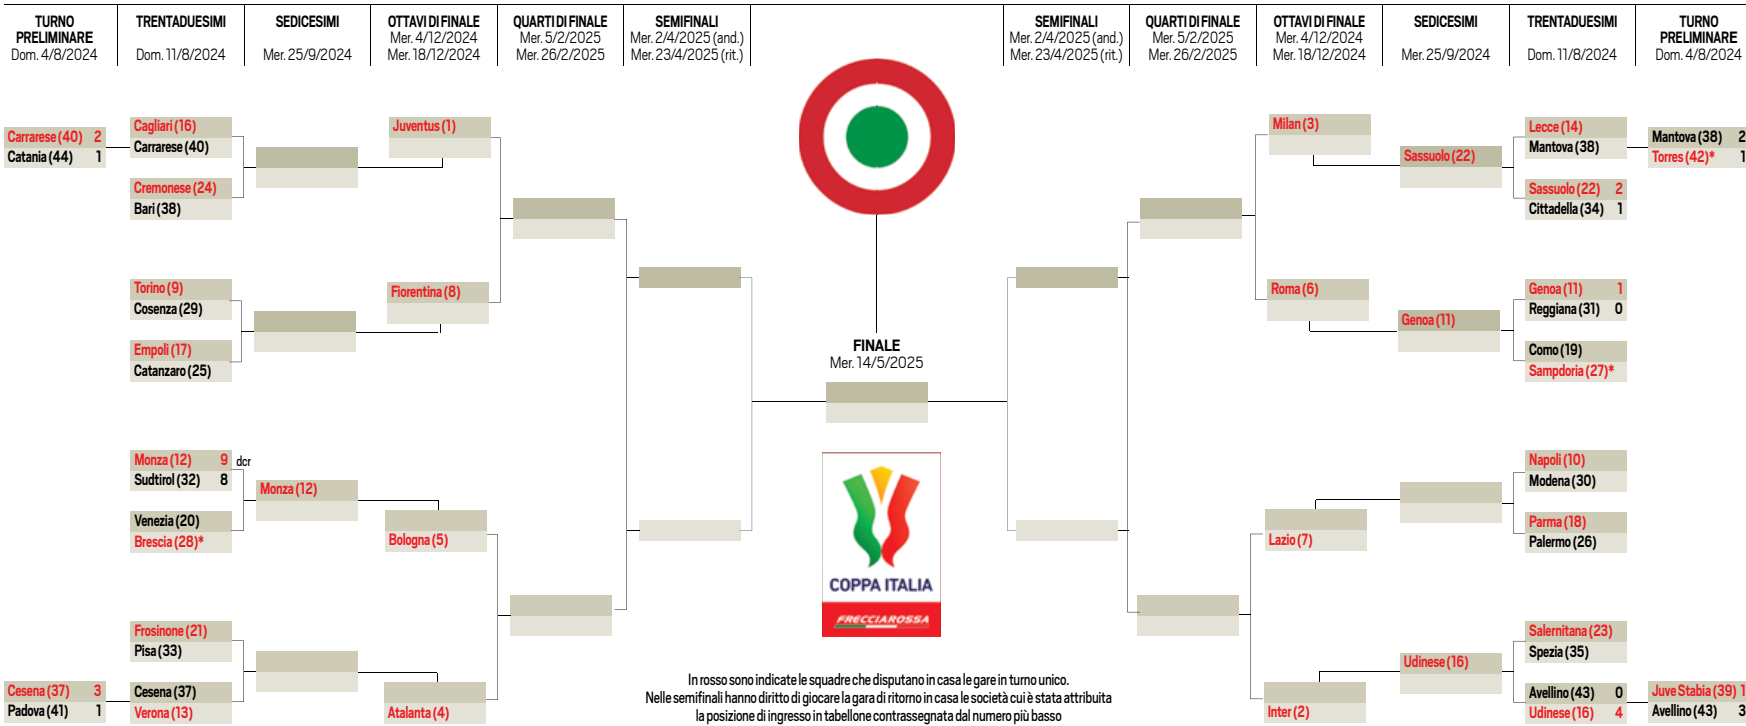 TURNO
PRELIMINARE
Dom. 4/8/2024
TRENTADUESIMI
Dom. 11/8/2024
SEDICESIMI
Mer. 25/9/2024
OTTAVI DI FINALE
Mer. 4/12/2024
Mer. 18/12/2024
QUARTI DI FINALE
Mer. 5/2/2025
Mer. 26/2/2025
SEMIFINALI
Mer. 2/4/2025 (and.)
Mer. 23/4/2025 (rit.)
SEMIFINALI
Mer. 2/4/2025 (and.)
Mer. 23/4/2025 (rit.)
QUARTI DI FINALE
Mer. 5/2/2025
Mer. 26/2/2025
OTTAVI DI FINALE
Mer. 4/12/2024
Mer. 18/12/2024
SEDICESIMI
Mer. 25/9/2024
TRENTADUESIMI
Dom. 11/8/2024
TURNO
PRELIMINARE
Dom. 4/8/2024
Carrarese (40) 2
Catania (44) 1
Cesena (37) 3
Padova (41) 1
Cagliari (16)
Carrarese (40)
Cremonese (24)
Bari (38)
Torino (9)
Cosenza (29)
Empoli (17)
Catanzaro (25)
Monza (12) 9 dcr
Sudtirol (32) 8
Venezia (20)
Brescia (28)*
Frosinone (21)
Pisa (33)
Cesena (37)
Verona (13)
Monza (12)
Juventus (1)
Fiorentina (8)
Bologna (5)
Atalanta (4)
FINALE
Mer. 14/5/2025
COPPA ITALIA
FRECCIAROSSA
In rosso sono indicate le squadre che disputano in casa le gare in turno unico.
Nelle semifinali hanno diritto di giocare la gara di ritorno in casa le società cui è stata attribuita
la posizione di ingresso in tabellone contrassegnata dal numero più basso
Milan (3)
Roma (6)
Lazio (7)
Inter (2)
Sassuolo (22)
Genoa (11)
Udinese (16)
Lecce (14)
Mantova (38)
Sassuolo (22) 2
Cittadella (34) 1
Genoa (11) 1
Reggiana (31) 0
Como (19)
Sampdoria (27)*
Napoli (10)
Modena (30)
Parma (18)
Palermo (26)
Salernitana (23)
Spezia (35)
Avellino (43) 0
Udinese (16) 4
Mantova (38) 2
Torres (42)* 1
Juve Stabia (39) 1
Avellino (43) 3